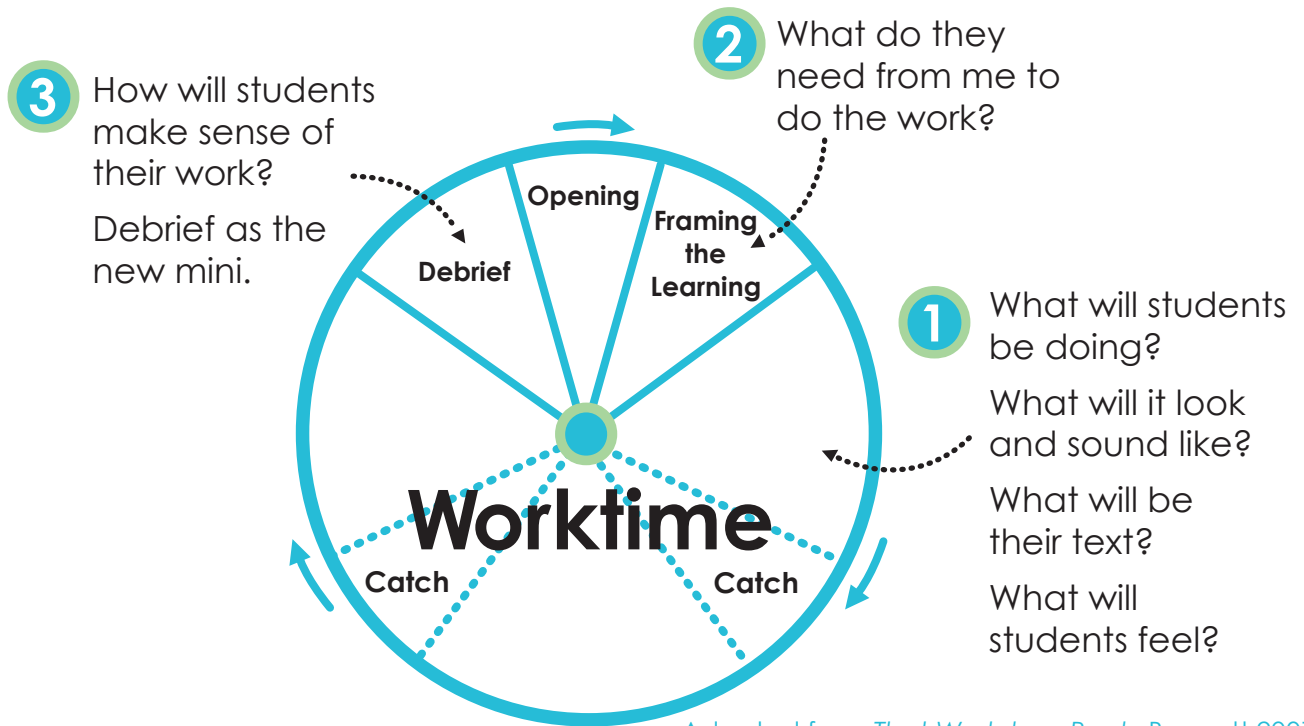 3
How will students
make sense of
their work?
Debrief as the
new mini.
2
What do they
need from me to
do the work?
Opening
Framing
the
Learning
Debrief
1
What will students
be doing?
What will it look
and sound like?
What will be
their text?
What will
students feel?
Worktime
Catch
Catch